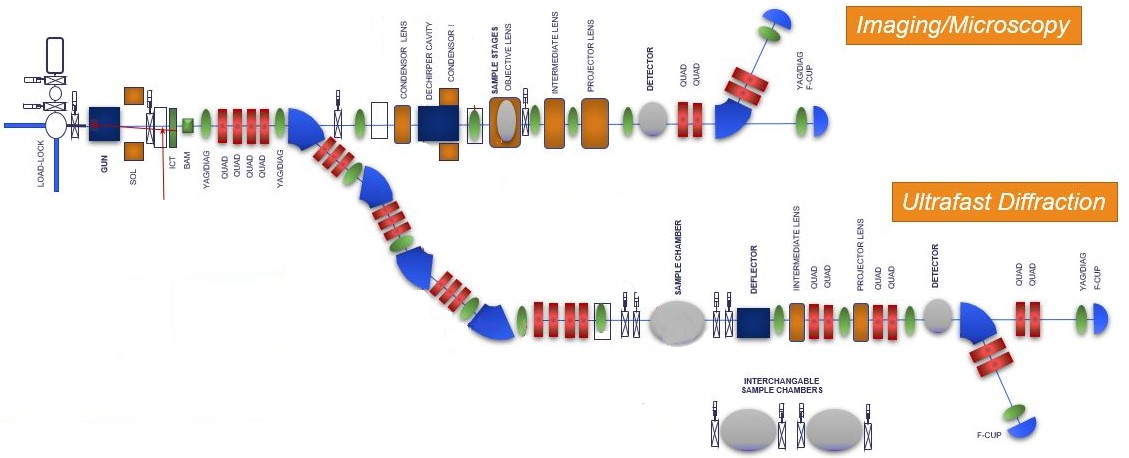 Imaging/Microscopy
LOAD-LOCK
GUN
SOL
ICT
BAM
YAG/DIAG
QUAD
QUAD
QUAD
QUAD
YAG/DIAG
CONDENSOR LENS
DECHIRPER CAVITY
CONDENSOR
SAMPLE STAGES
OBJECTIVE LENS
INTERMEDIATE LENS
PROJECTOR LENS
DETECTOR
QUAD
QUAD
YAG/DIAG
F-CUP
Ultrafast Diffraction
SAMPLE CHAMBER
DEFLECTOR
INTERMEDIATE LENS
QUAD
QUAD
PROJECTOR LENS
QUAD
QUAD
DETECTOR
QUAD
QUAD
YAG/DIAG
F-CUP
INTERCHANGABLE
SAMPLE CHAMBERS
F-CUP